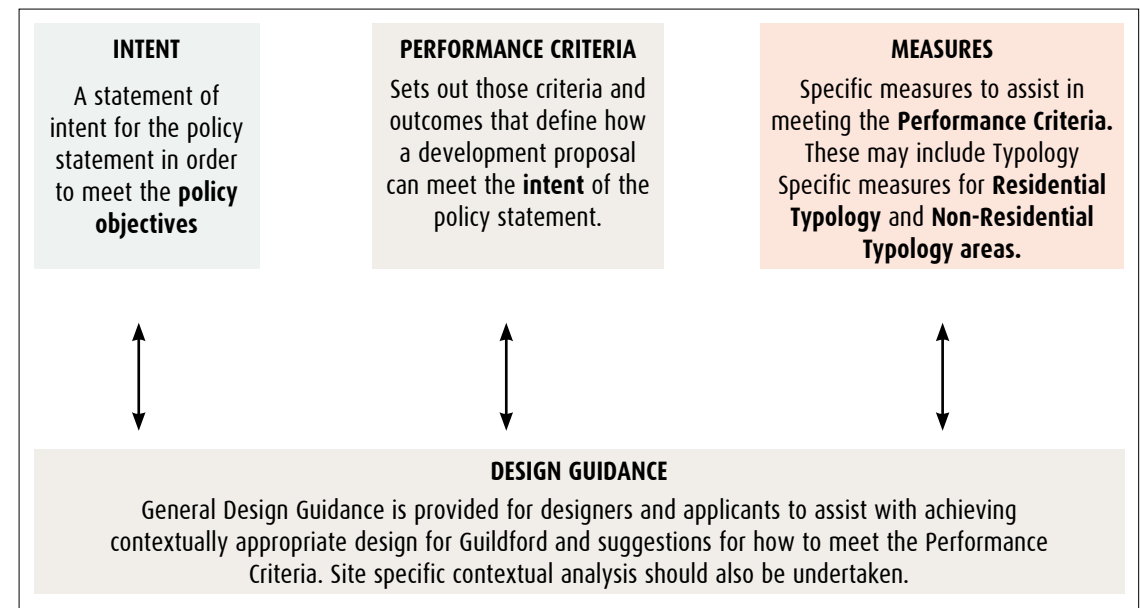 INTENT
A statement of
intent for the policy
statement in order
to meet the policy
objectives
PERFORMANCE CRITERIA
Sets out those criteria and
outcomes that define how
a development proposal
can meet the intent of the
policy statement.
MEASURES
Specific measures to assist in
meeting the Performance Criteria.
These may include Typology
Specific measures for Residential
Typology and Non-Residential
Typology areas.
DESIGN GUIDANCE
General Design Guidance is provided for designers and applicants to assist with achieving
contextually appropriate design for Guildford and suggestions for how to meet the Performance
Criteria. Site specific contextual analysis should also be undertaken.